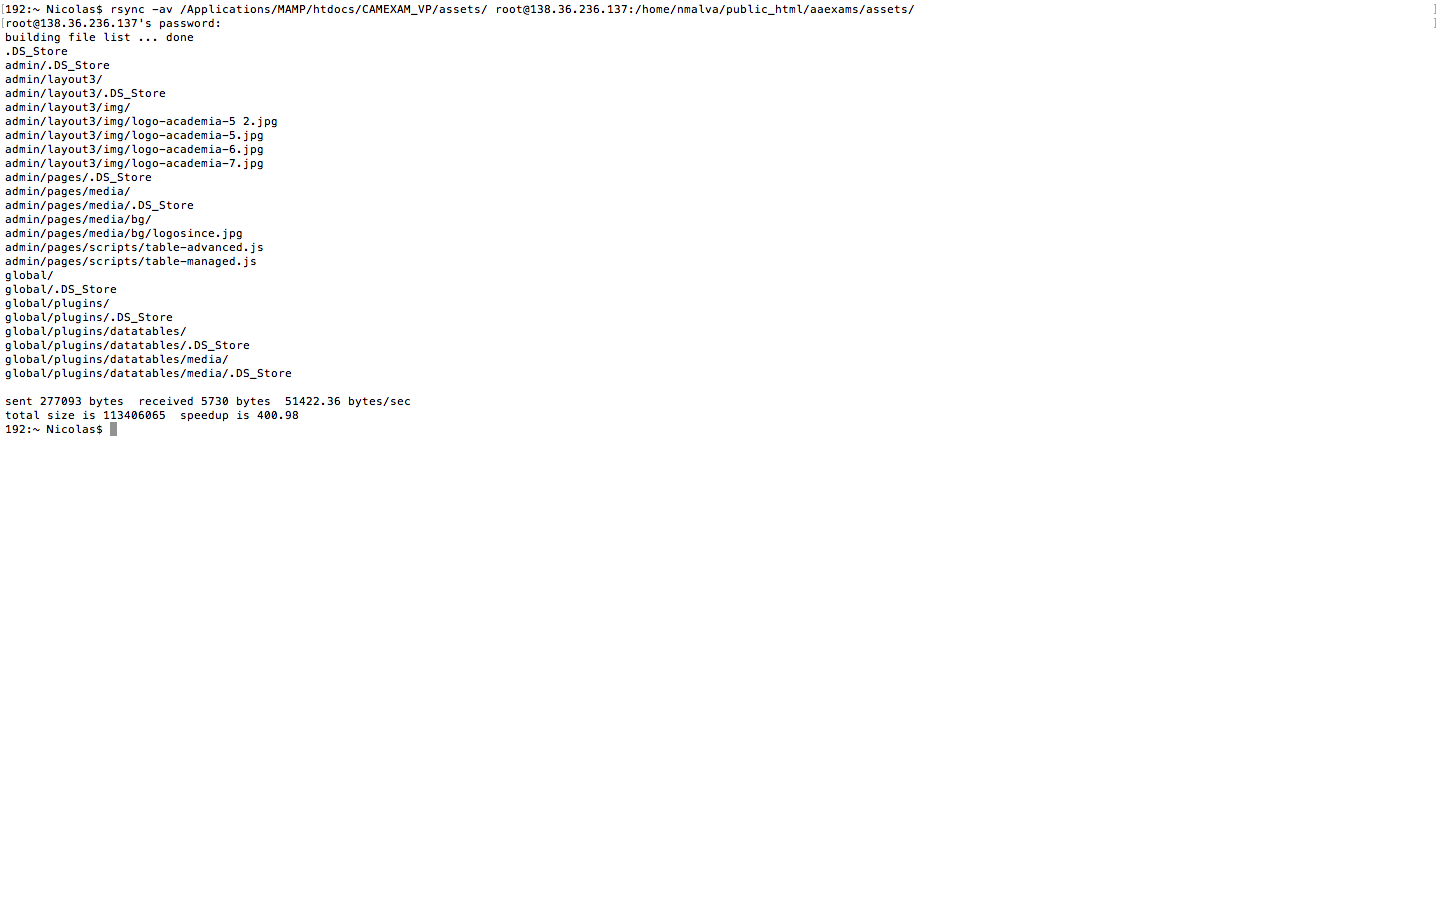 [192:~ Nicolas$ rsync -av /Applications/MAMP/htdocs/CAMEXAM_VP/assets/ root@138.36.236.137:/home/nmalva/public_html/aaexams/assets/ ]
[root@138.36.236.137's password: ]
building file list ... done
.DS_Store
admin/.DS_Store
admin/layout3/
admin/layout3/.DS_Store
admin/layout3/img/
admin/layout3/img/logo-academia-5 2.jpg
admin/layout3/img/logo-academia-5.jpg
admin/layout3/img/logo-academia-6.jpg
admin/layout3/img/logo-academia-7.jpg
admin/pages/.DS_Store
admin/pages/media/
admin/pages/media/.DS_Store
admin/pages/media/bg/
admin/pages/media/bg/logosince.jpg
admin/pages/scripts/table-advanced.js
admin/pages/scripts/table-managed.js
global/
global/.DS_Store
global/plugins/
global/plugins/.DS_Store
global/plugins/datatables/
global/plugins/datatables/.DS_Store
global/plugins/datatables/media/
global/plugins/datatables/media/.DS_Store
sent 277093 bytes  received 5730 bytes  51422.36 bytes/sec
total size is 113406065  speedup is 400.98
192:~ Nicolas$